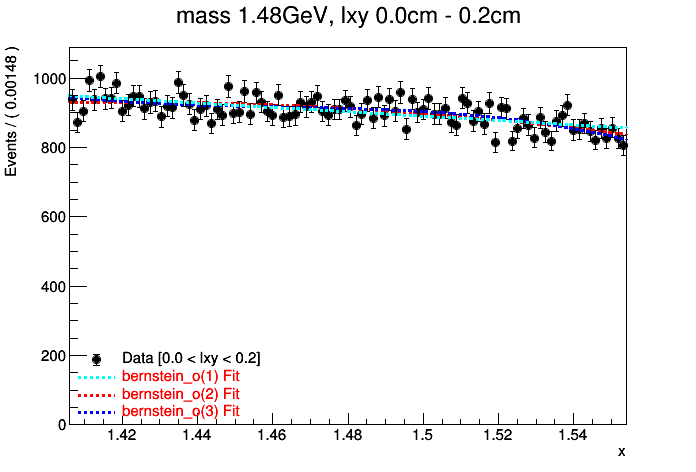 mass 1.48GeV, lxy 0.0cm - 0.2cm
Events / ( 0.00148 )
1000
800
600
400
200
0
Data [0.0 < lxy < 0.2]
bernstein_o(1) Fit
bernstein_o(2) Fit
bernstein_o(3) Fit
1.42 1.44 1.46 1.48 1.5 1.52 1.54
x